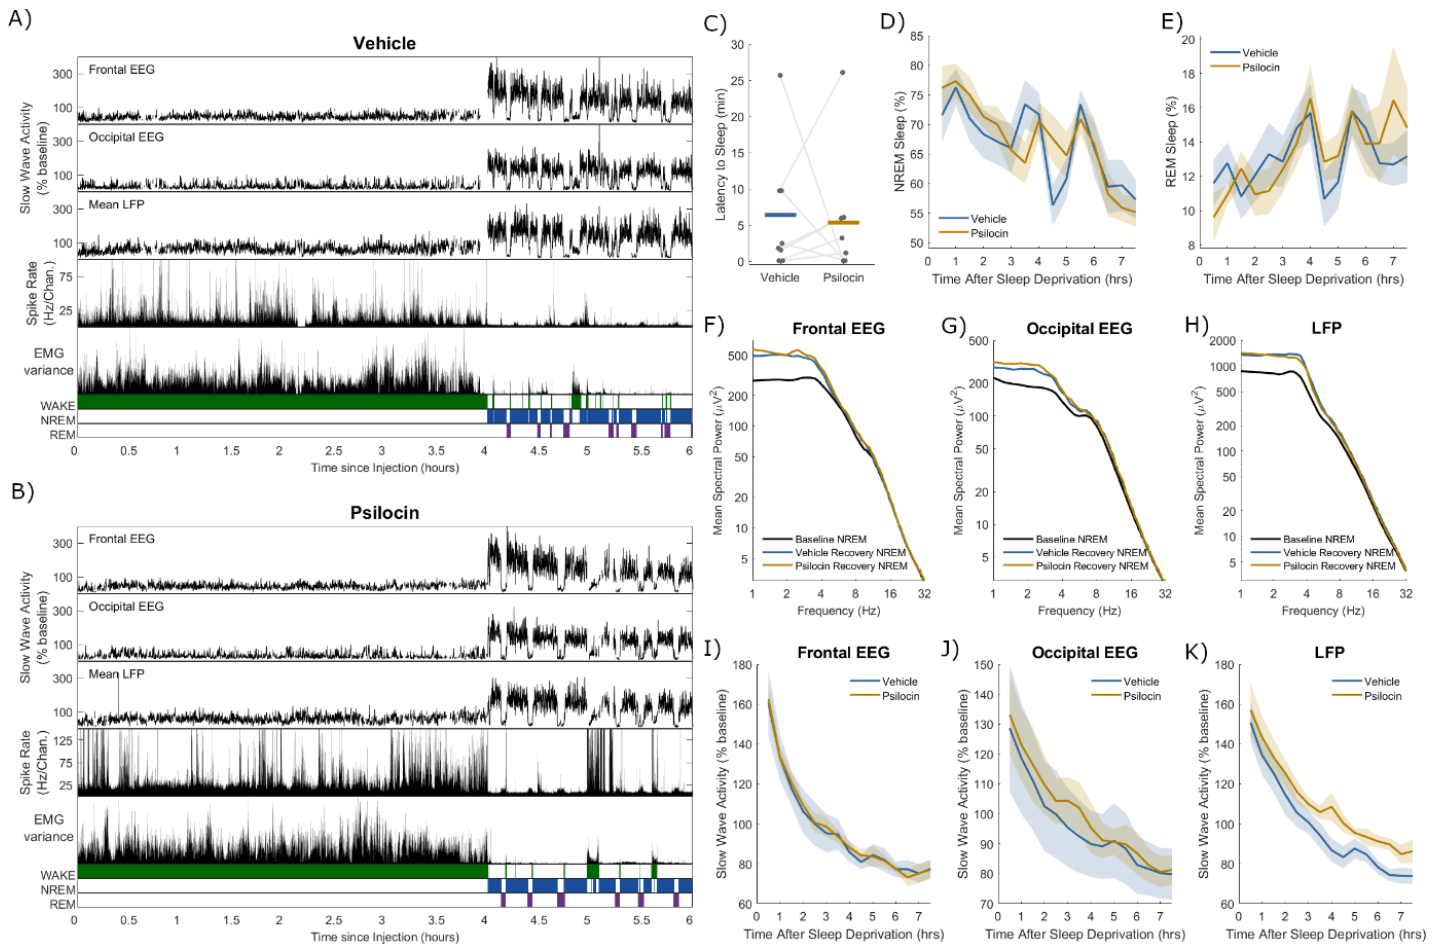 A)
Vehicle
Slow Wave Activity
(% baseline)
Frontal EEG
300
100
Occipital EEG
300
100
Mean LFP
300
100
Spike Rate
(Hz/Chan.)
75
25
EMG
variance
WAKE
NREM
REM
0 0.5 1 1.5 2 2.5 3 3.5 4 4.5 5 5.5 6
Time since Injection (hours)
B)
Psilocin
Slow Wave Activity
(% baseline)
Frontal EEG
300
100
Occipital EEG
300
100
Mean LFP
300
100
Spike Rate
(Hz/Chan.)
125
75
25
EMG
variance
WAKE
NREM
REM
0 0.5 1 1.5 2 2.5 3 3.5 4 4.5 5 5.5 6
Time since Injection (hours)
C)
Latency to Sleep (min)
30
25
20
15
10
5
0
Vehicle Psilocin
D)
NREM Sleep (%)
85
80
75
70
65
60
55
50
Vehicle
Psilocin
0 1 2 3 4 5 6 7
Time After Sleep Deprivation (hrs)
E)
REM Sleep (%)
20
18
16
14
12
10
8
Vehicle
Psilocin
0 1 2 3 4 5 6 7
Time After Sleep Deprivation (hrs)
F)
Frontal EEG
Mean Spectral Power (μV²)
500
200
100
50
20
10
5
Baseline NREM
Vehicle Recovery NREM
Psilocin Recovery NREM
1 2 4 8 16 32
Frequency (Hz)
G)
Occipital EEG
Mean Spectral Power (μV²)
500
200
100
50
20
10
5
Baseline NREM
Vehicle Recovery NREM
Psilocin Recovery NREM
1 2 4 8 16 32
Frequency (Hz)
H)
LFP
Mean Spectral Power (μV²)
2000
1000
500
200
100
50
20
10
5
Baseline NREM
Vehicle Recovery NREM
Psilocin Recovery NREM
1 2 4 8 16 32
Frequency (Hz)
I)
Frontal EEG
Slow Wave Activity (% baseline)
180
160
140
120
100
80
60
Vehicle
Psilocin
0 1 2 3 4 5 6 7
Time After Sleep Deprivation (hrs)
J)
Occipital EEG
Slow Wave Activity (% baseline)
150
140
130
120
110
100
90
80
70
Vehicle
Psilocin
0 1 2 3 4 5 6 7
Time After Sleep Deprivation (hrs)
K)
LFP
Slow Wave Activity (% baseline)
180
160
140
120
100
80
60
Vehicle
Psilocin
0 1 2 3 4 5 6 7
Time After Sleep Deprivation (hrs)